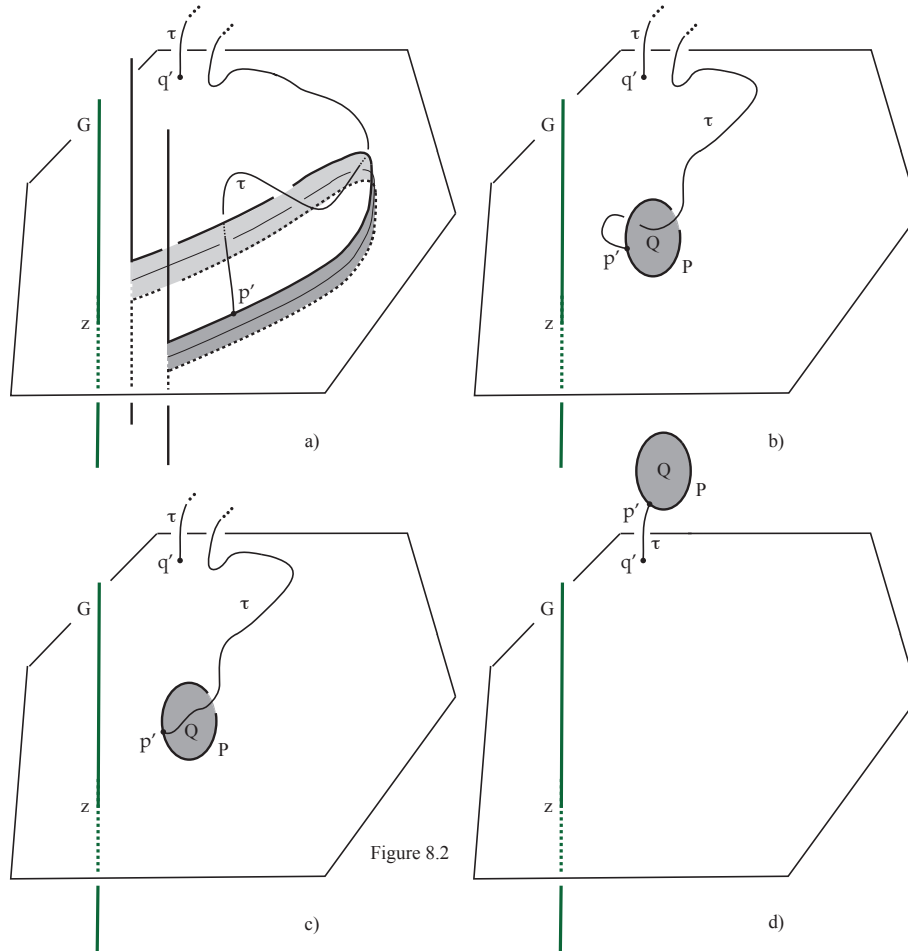 τ
q′
G
τ
p′
z
a)
τ
q′
G
τ
Q
p′
P
z
b)
τ
q′
G
τ
Q
p′
P
z
c)
Q
P
p′
τ
q′
G
z
d)
Figure 8.2